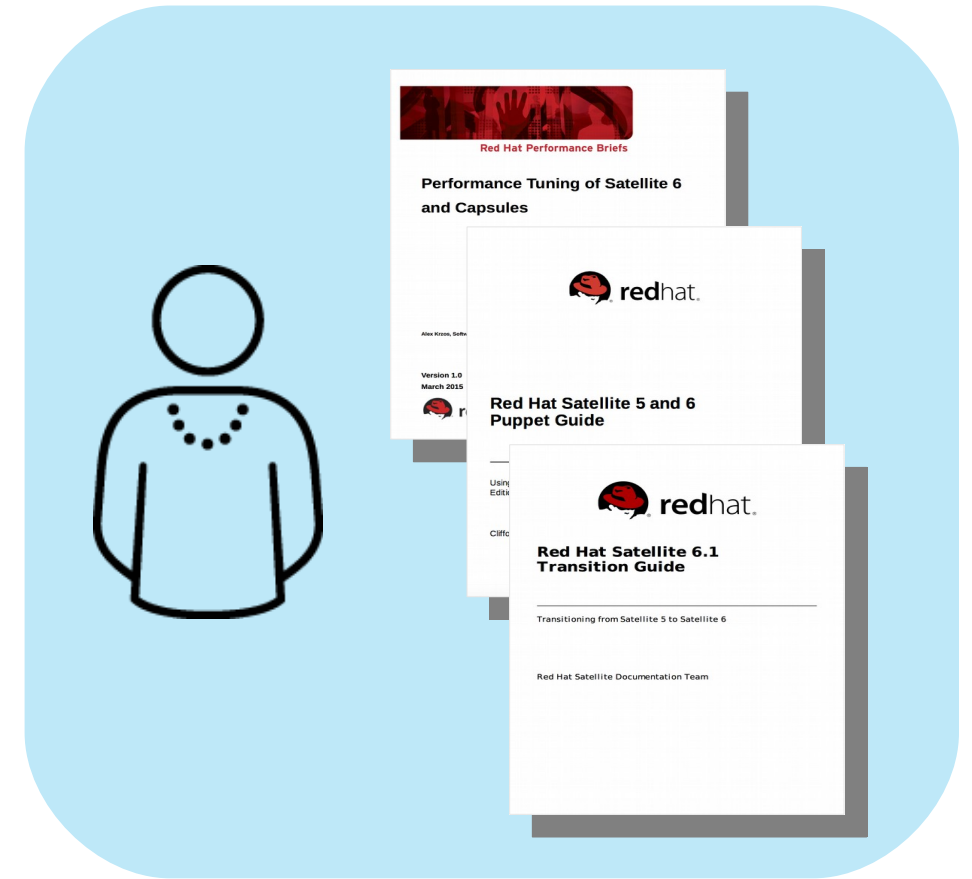 Red Hat Performance Briefs
Performance Tuning of Satellite 6
and Capsules
Alex Krzos,
Version 1.0
March 2015
redhat.
Red Hat Satellite 5 and 6
Puppet Guide
redhat.
Red Hat Satellite 6.1
Transition Guide
Transitioning from Satellite 5 to Satellite 6
Red Hat Satellite Documentation Team